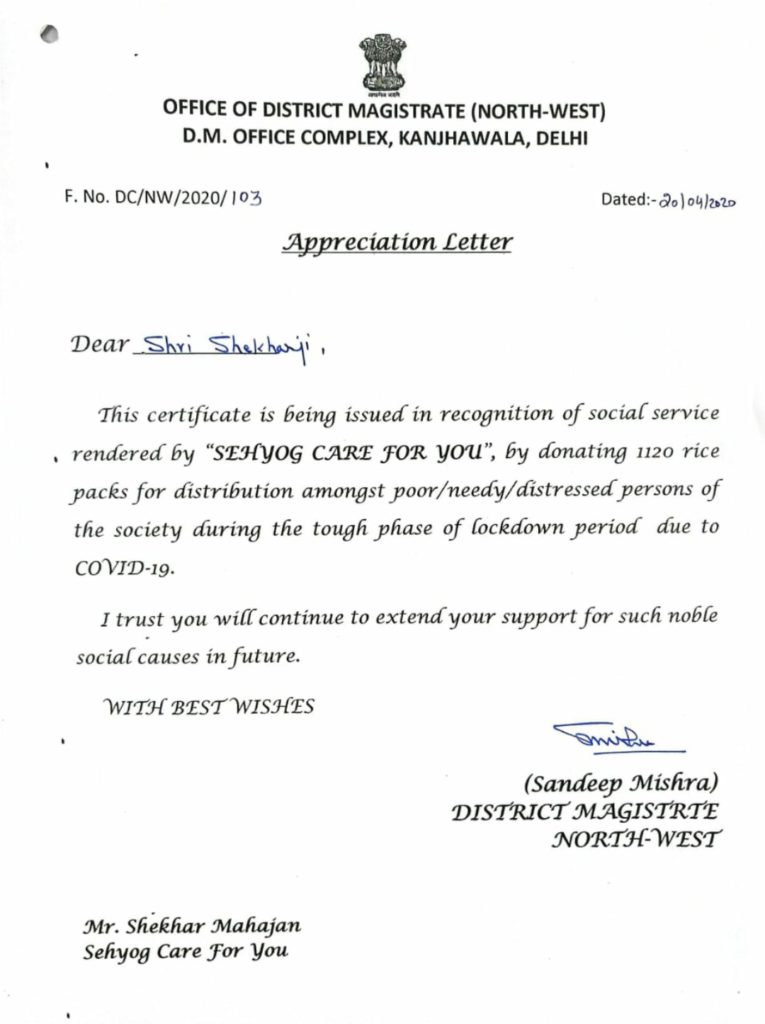 OFFICE OF DISTRICT MAGISTRATE (NORTH-WEST)
D.M. OFFICE COMPLEX, KANJHAWALA, DELHI
F. No. DC/NW/2020/103 Dated:-20/04/2020
Appreciation Letter
Dear Shri Shekharji,
This certificate is being issued in recognition of social service
rendered by "SEHYOG CARE FOR YOU", by donating 1120 rice
packs for distribution amongst poor/needy/distressed persons of
the society during the tough phase of lockdown period due to
COVID-19.
I trust you will continue to extend your support for such noble
social causes in future.
WITH BEST WISHES
(Sandeep Mishra)
DISTRICT MAGISTRTE
NORTH-WEST
Mr. Shekhar Mahajan
Sehyog Care For You